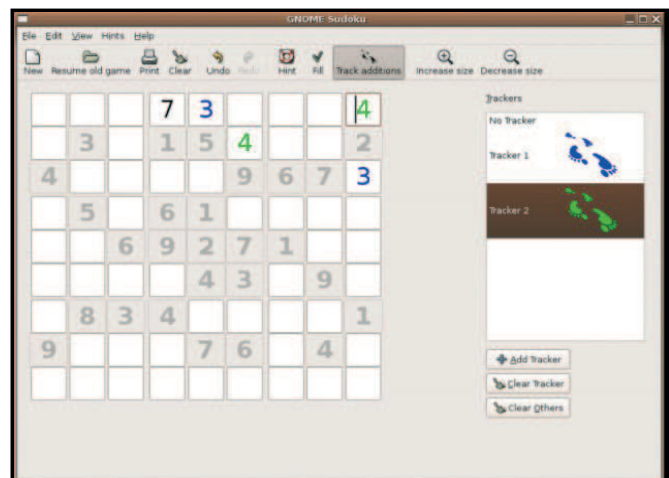 GNOME Sudoku
File Edit View Hints Help
New Resume old game Print Clear Undo Redo Hint Fill Track additions Increase size Decrease size
7 3 4
3 1 5 4 2
4 9 6 7 3
5 6 1
6 9 2 7 1
4 3 9
8 3 4 1
9 7 6 4
Trackers
No Tracker
Tracker 1
Tracker 2
Add Tracker
Clear Tracker
Clear Others